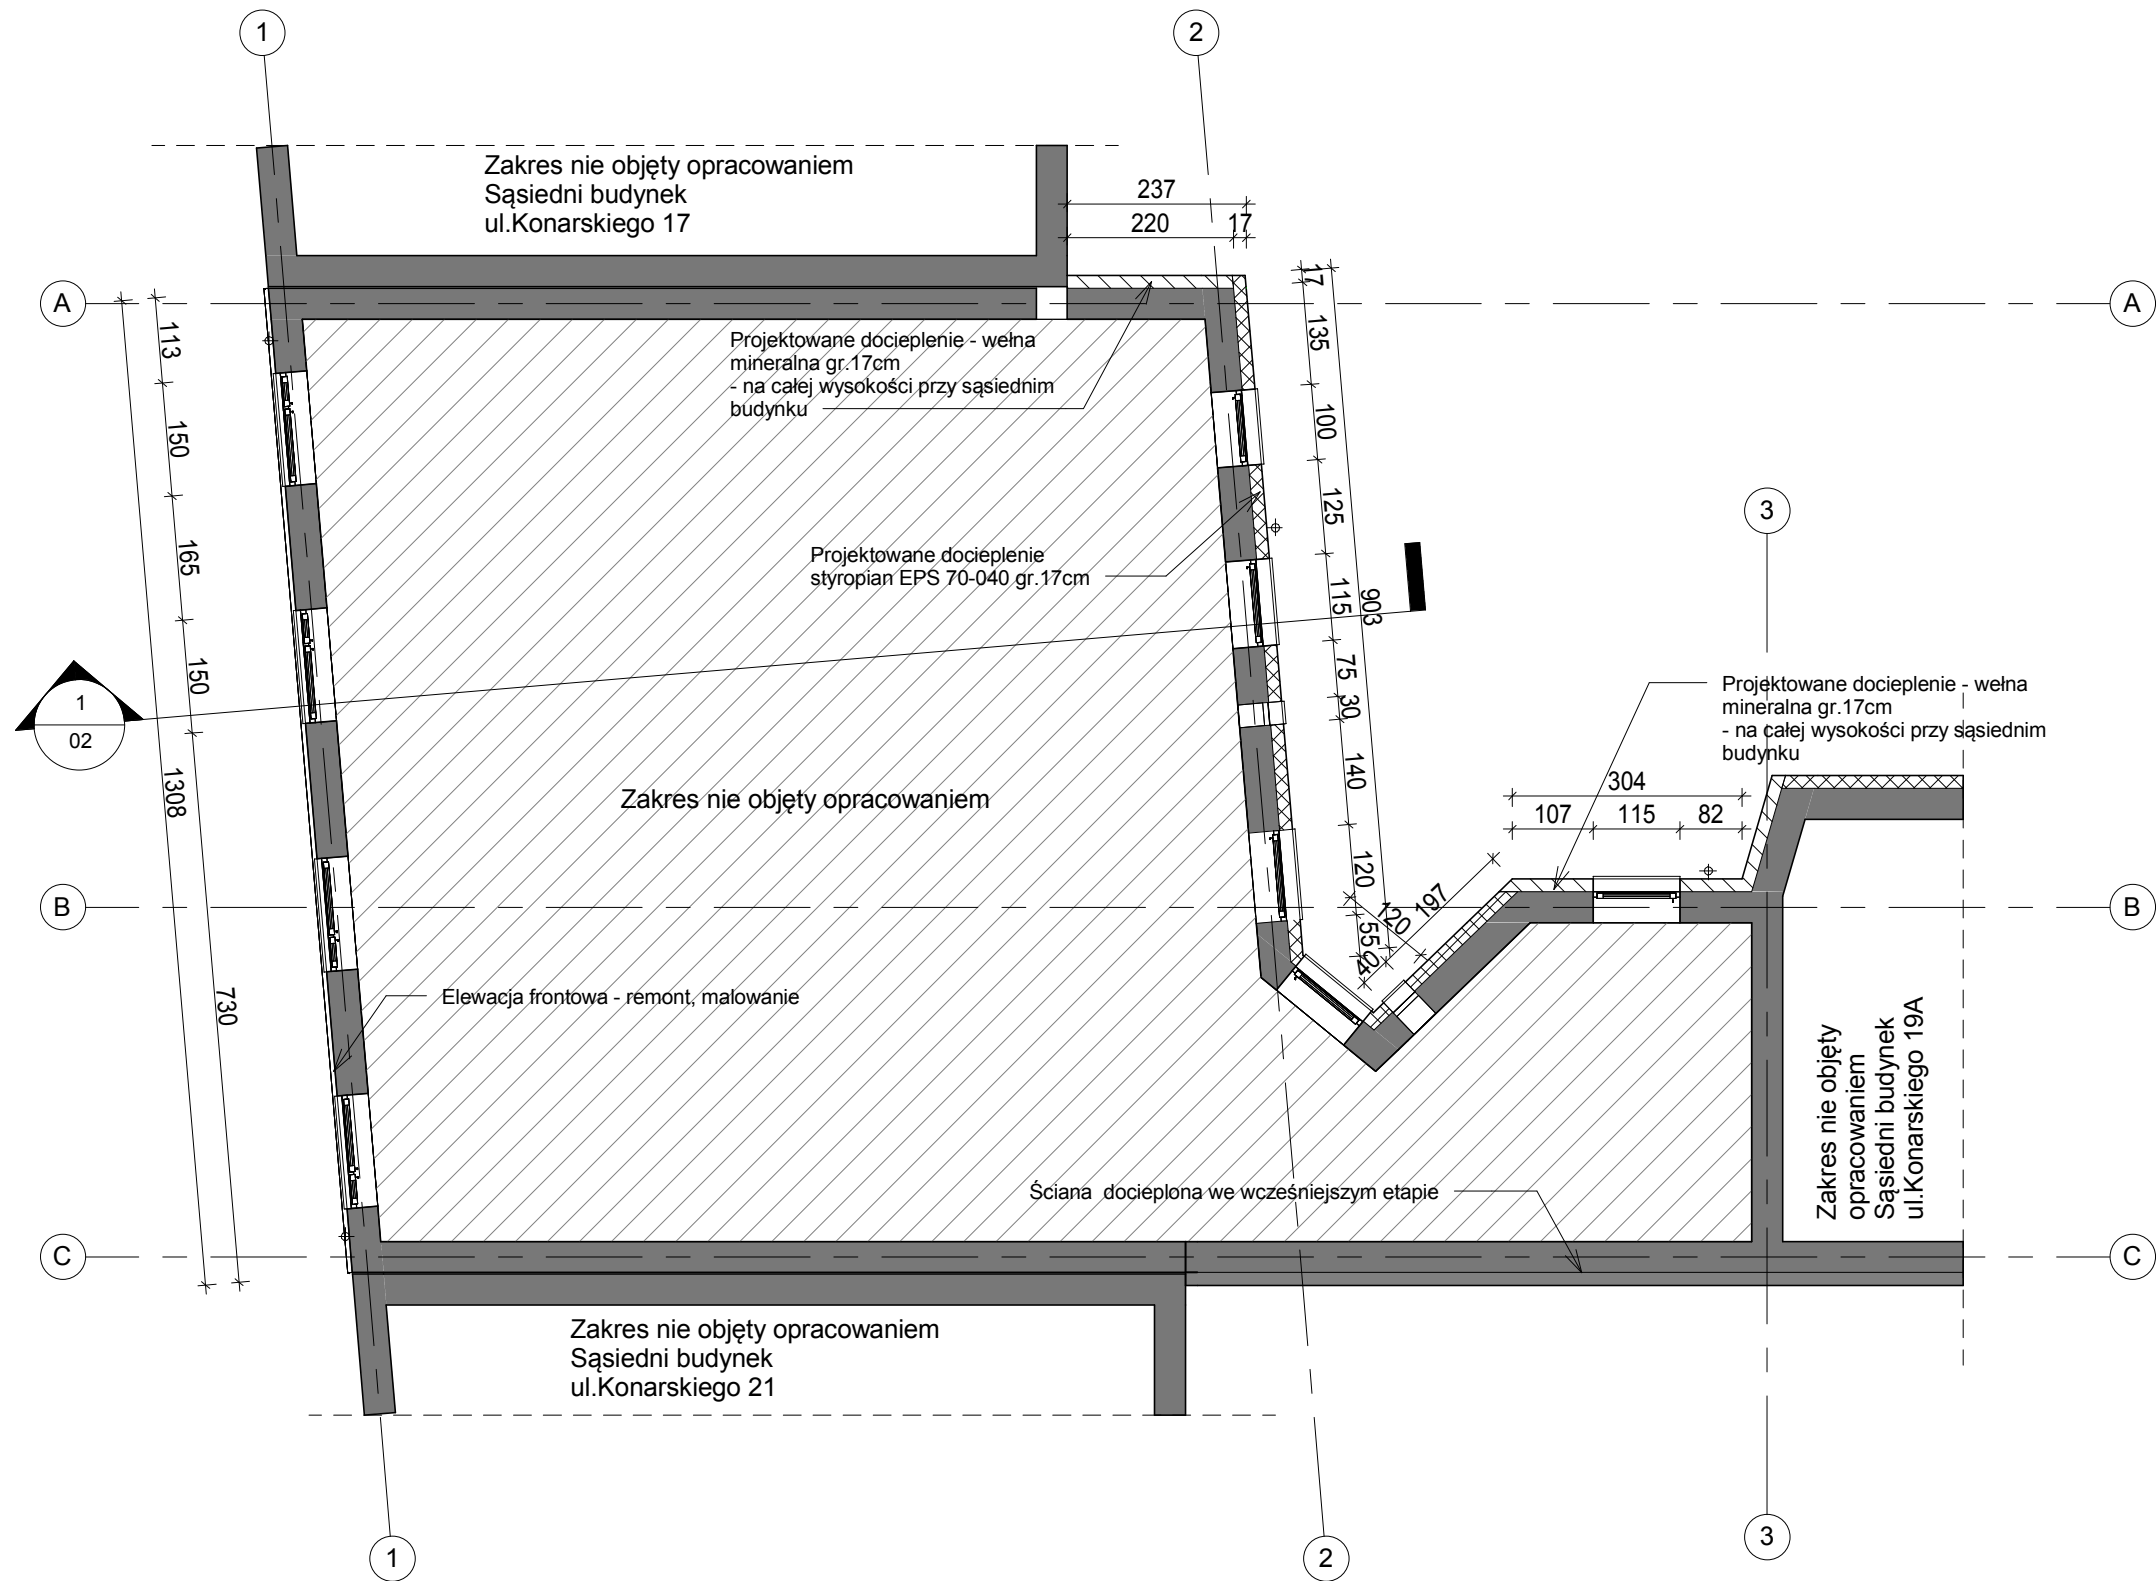 1
2
Zakres nie objęty opracowaniem
Sąsiedni budynek
ul.Konarskiego 17
237
220
17
A
A
17
135
100
125
115
903
75
30
140
120
55
113
150
165
150
1308
730
Projektowane docieplenie - wełna
mineralna gr.17cm
- na całej wysokości przy sąsiednim
budynku
Projektowane docieplenie
styropian EPS 70-040 gr.17cm
3
1
02
Projektowane docieplenie - wełna
mineralna gr.17cm
- na całej wysokości przy sąsiednim
budynku
Zakres nie objęty opracowaniem
304
107
115
82
120
197
40
B
B
Elewacja frontowa - remont, malowanie
Zakres nie objęty
opracowaniem
Sąsiedni budynek
ul.Konarskiego 19A
Ściana docieplona we wcześniejszym etapie
C
C
Zakres nie objęty opracowaniem
Sąsiedni budynek
ul.Konarskiego 21
1
2
3